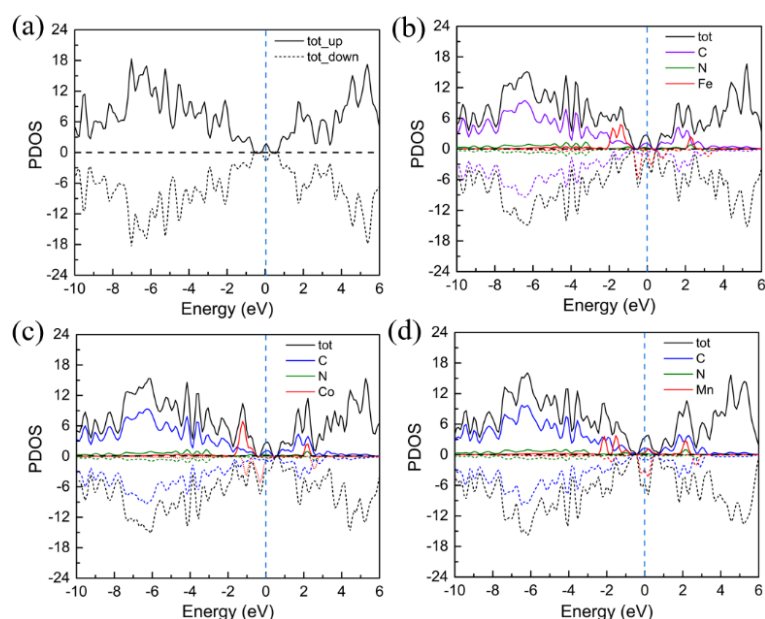 (a)
24
18
12
6
0
-6
-12
-18
-24
PDOS
tot_up
tot_down
-10 -8 -6 -4 -2 0 2 4 6
Energy (eV)
(b)
24
18
12
6
0
-6
-12
-18
-24
PDOS
tot
C
N
Fe
-10 -8 -6 -4 -2 0 2 4 6
Energy (eV)
(c)
24
18
12
6
0
-6
-12
-18
-24
PDOS
tot
C
N
Co
-10 -8 -6 -4 -2 0 2 4 6
Energy (eV)
(d)
24
18
12
6
0
-6
-12
-18
-24
PDOS
tot
C
N
Mn
-10 -8 -6 -4 -2 0 2 4 6
Energy (eV)